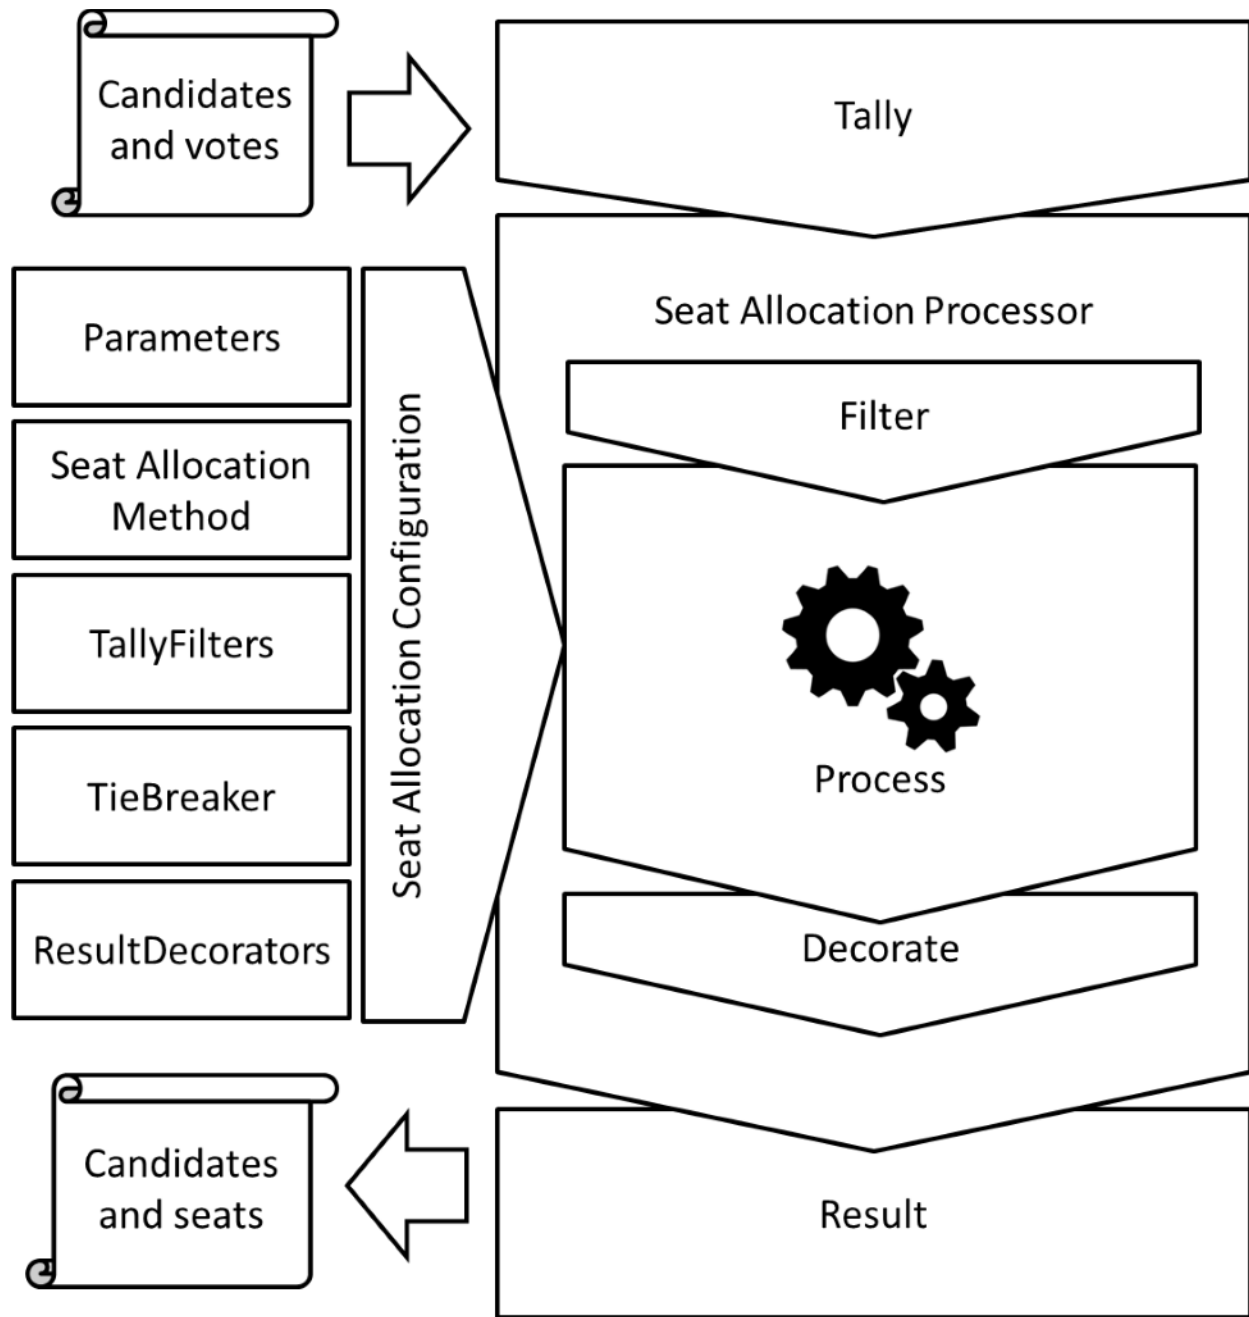 Candidates
and votes
Tally
Parameters
Seat Allocation
Method
TallyFilters
TieBreaker
ResultDecorators
Seat Allocation Configuration
Seat Allocation Processor
Filter
Process
Decorate
Candidates
and seats
Result